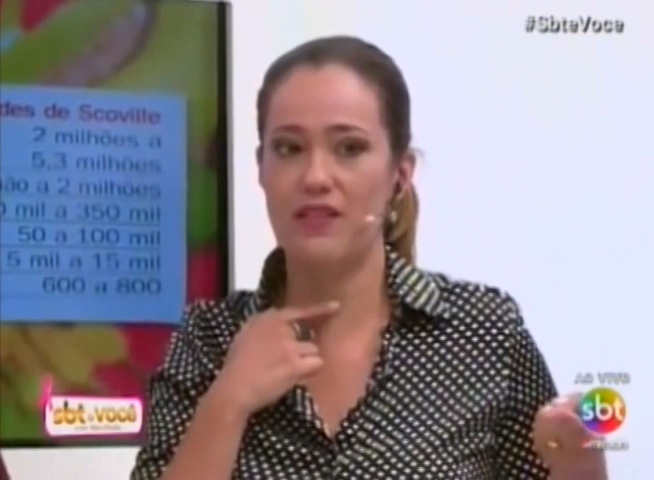 #SbteVoce
des de Scoville
2 milhões a
5,3 milhões
ão a 2 milhões
0 mil a 350 mil
50 a 100 mil
5 mil a 15 mil
600 a 800
sbt e VOCÊ
AO VIVO
sbt